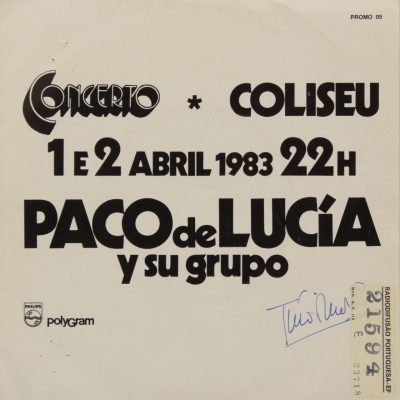 PROMO 05
CONCERTO * COLISEU
1 E 2 ABRIL 1983 22H
PACO de LUCÍA
y su grupo
PHILIPS
polyGram
RADIODIFUSÃO PORTUGUESA-EP
21594
E
23718